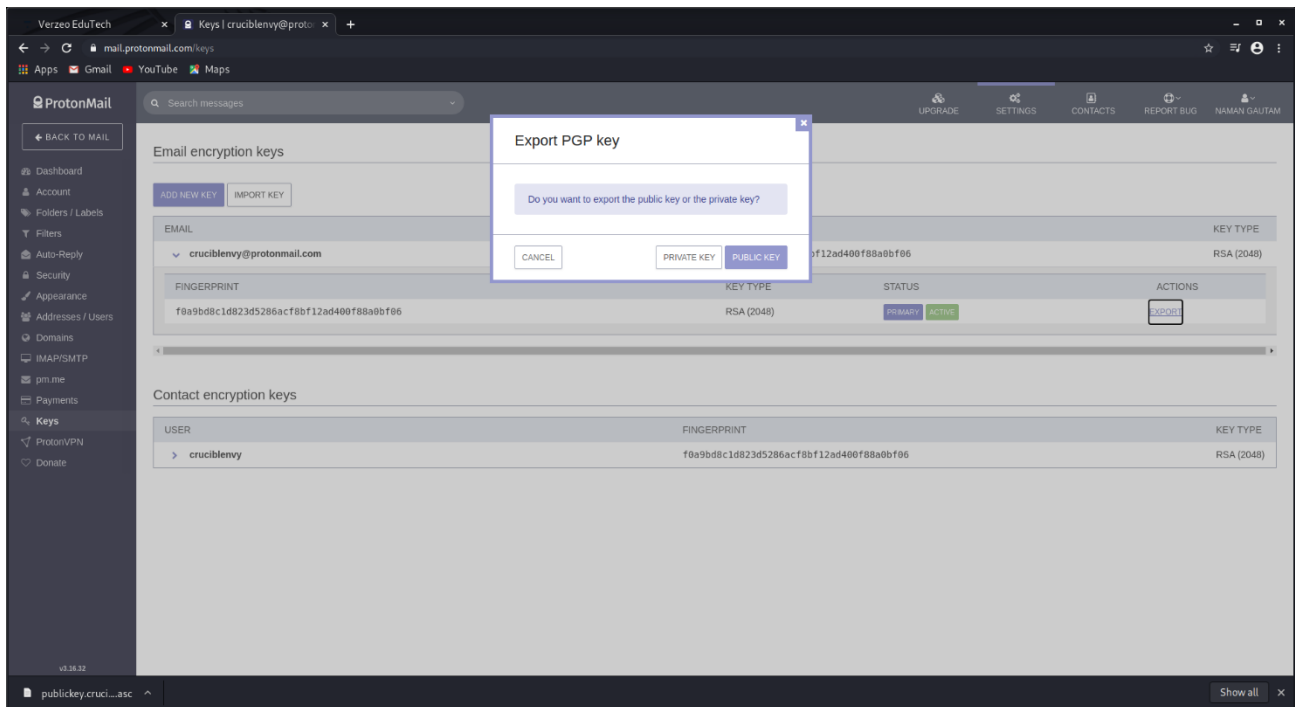 Verzeo EduTech × Keys | cruciblenvy@proto × +
mail.protonmail.com/keys
Apps Gmail YouTube Maps
ProtonMail
Search messages
UPGRADE SETTINGS CONTACTS REPORT BUG NAMAN GAUTAM
BACK TO MAIL
Dashboard
Account
Folders / Labels
Filters
Auto-Reply
Security
Appearance
Addresses / Users
Domains
IMAP/SMTP
pm.me
Payments
Keys
ProtonVPN
Donate
v3.16.32
Email encryption keys
ADD NEW KEY IMPORT KEY
EMAIL KEY TYPE
cruciblenvy@protonmail.com bf12ad400f88a0bf06 RSA (2048)
FINGERPRINT KEY TYPE STATUS ACTIONS
f0a9bd8c1d823d5286acf8bf12ad400f88a0bf06 RSA (2048) PRIMARY ACTIVE EXPORT
Export PGP key
Do you want to export the public key or the private key?
CANCEL PRIVATE KEY PUBLIC KEY
Contact encryption keys
USER FINGERPRINT KEY TYPE
cruciblenvy f0a9bd8c1d823d5286acf8bf12ad400f88a0bf06 RSA (2048)
publickey.cruci....asc Show all